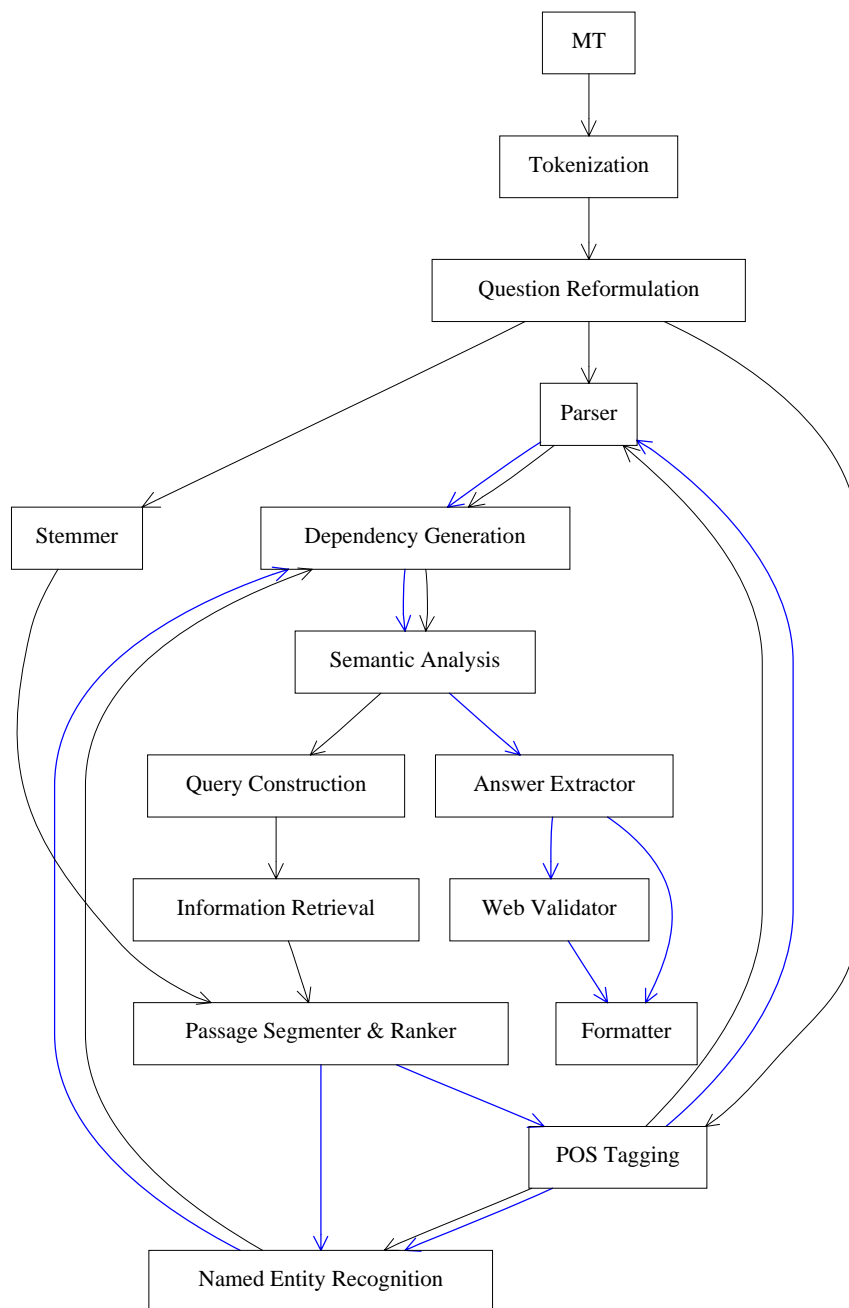 MT
Tokenization
Question Reformulation
Parser
Stemmer
Dependency Generation
Semantic Analysis
Query Construction
Answer Extractor
Information Retrieval
Web Validator
Passage Segmenter & Ranker
Formatter
POS Tagging
Named Entity Recognition